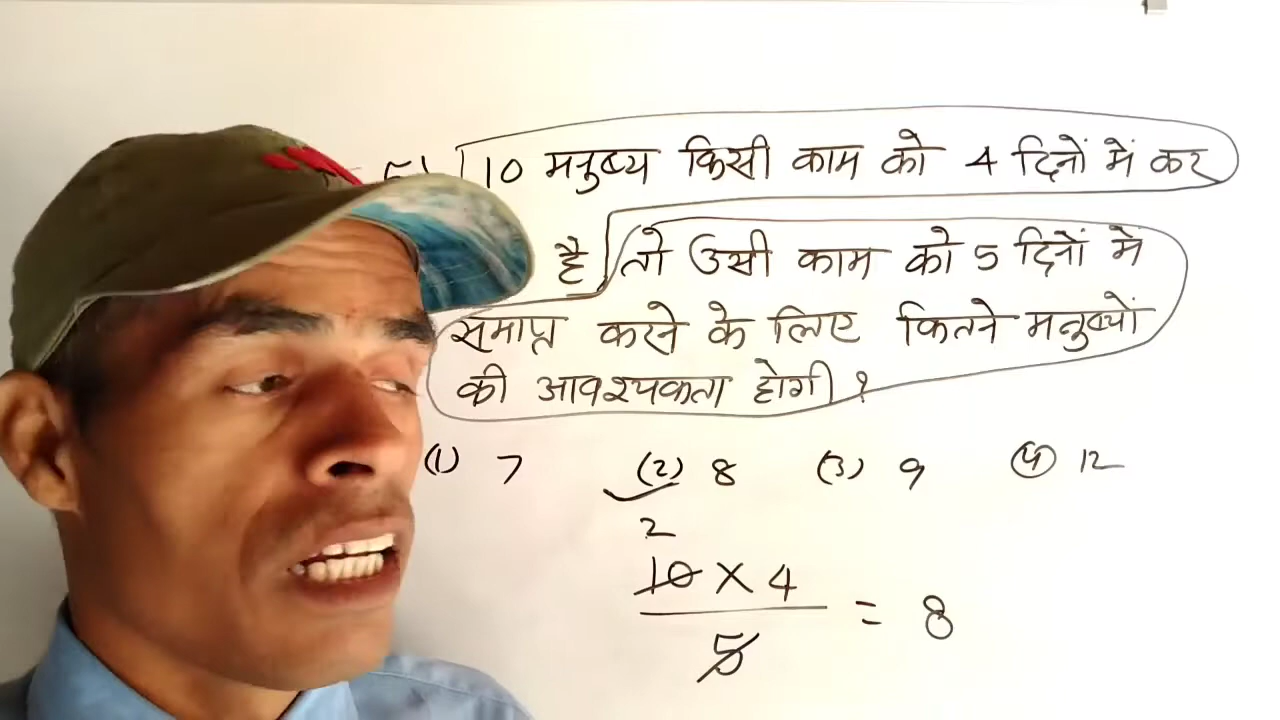 10 मनुष्य किसी काम को 4 दिनों में कर
है तो उसी काम को 5 दिनों में
समाप्त करने के लिए कितने मनुष्यों
की आवश्यकता होगी ?
(1) 7 (2) 8 (3) 9 (4) 12
2
10 × 4
= 8
5